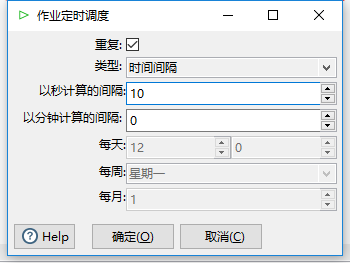 作业定时调度
重复:
类型: 时间间隔
以秒计算的间隔: 10
以分钟计算的间隔: 0
每天: 12 0
每周: 星期一
每月: 1
Help 确定(O) 取消(C)